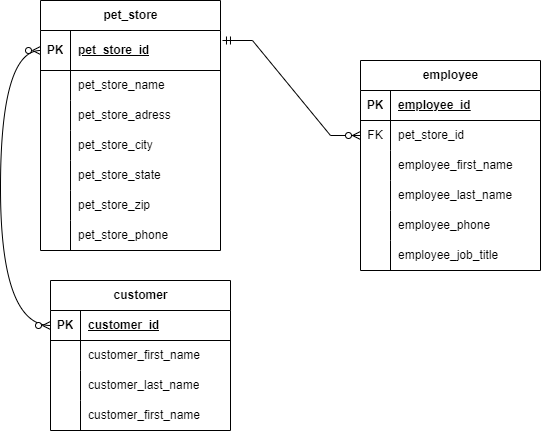 pet_store
PK pet_store_id
pet_store_name
pet_store_adress
pet_store_city
pet_store_state
pet_store_zip
pet_store_phone
employee
PK employee_id
FK pet_store_id
employee_first_name
employee_last_name
employee_phone
employee_job_title
customer
PK customer_id
customer_first_name
customer_last_name
customer_first_name